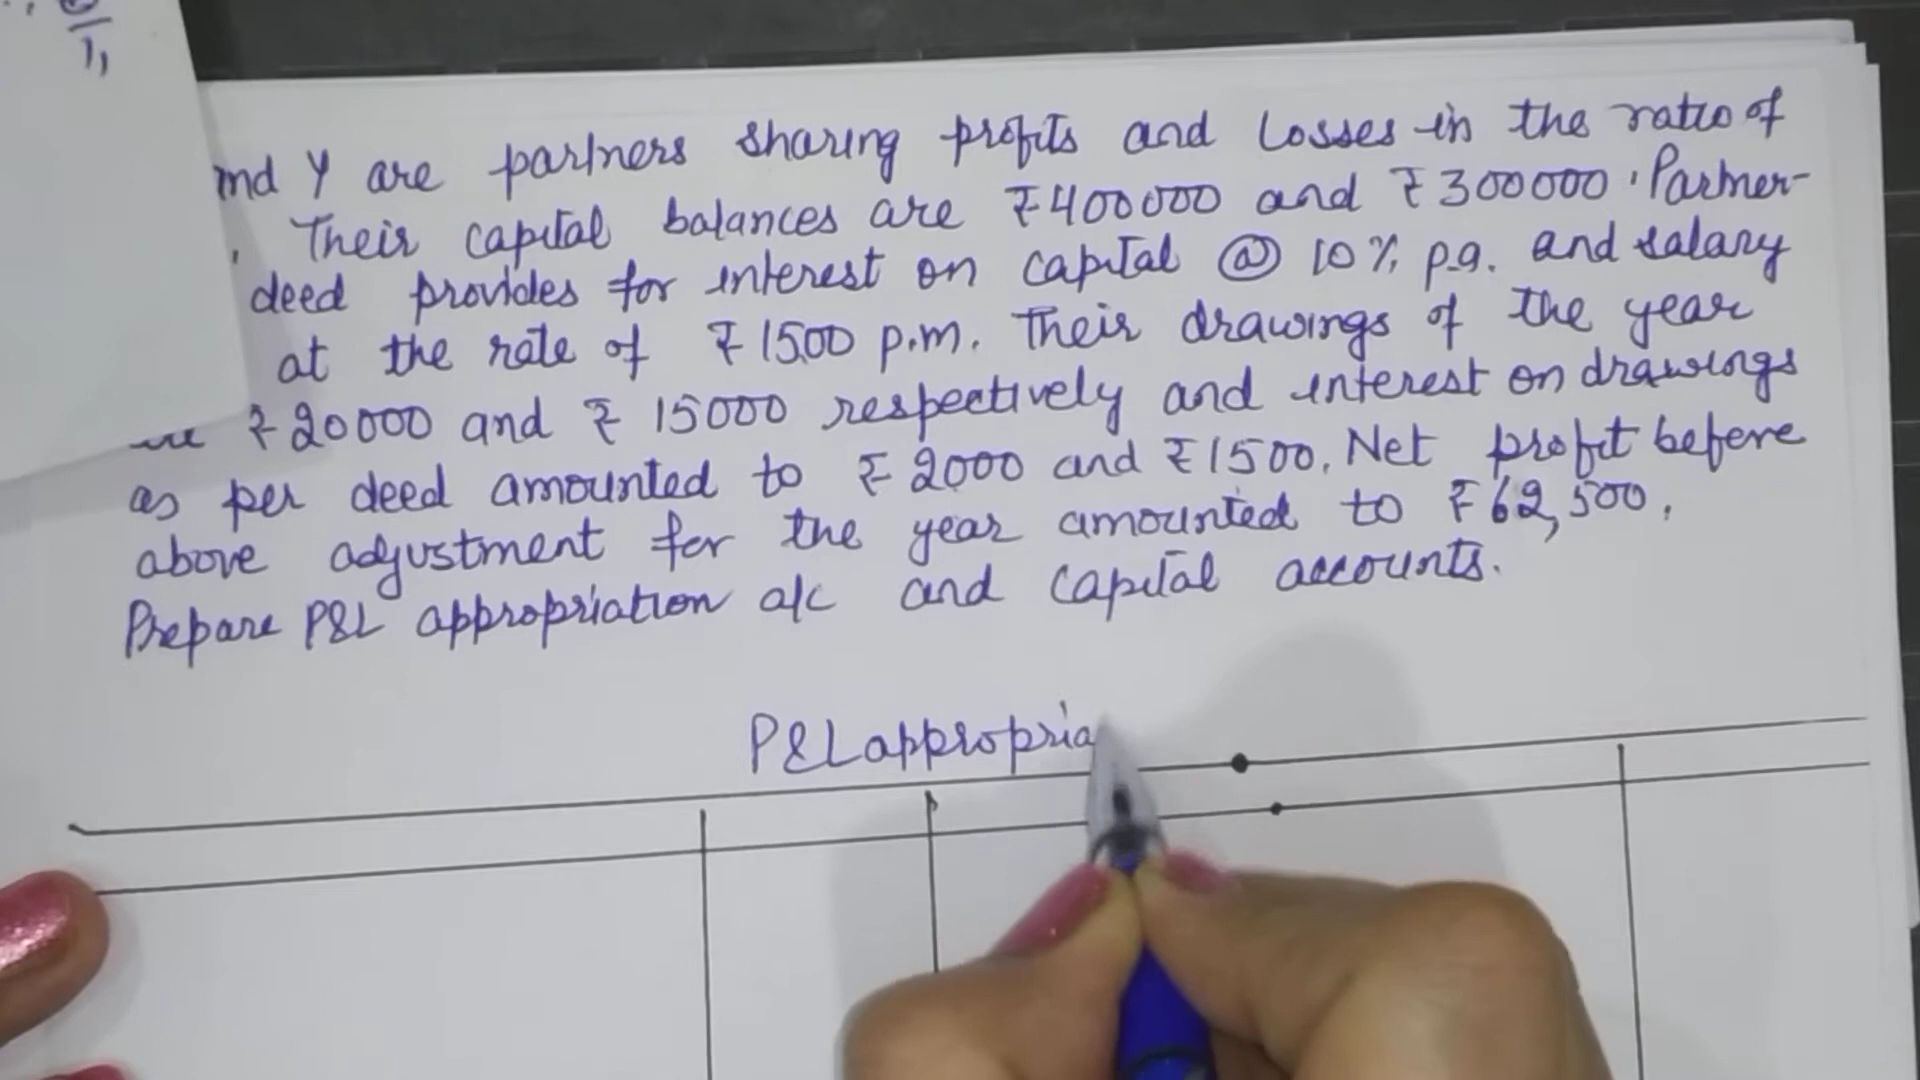 and Y are partners sharing profits and Losses in the ratio of
. Their capital balances are ₹400000 and ₹300000. Partner-
deed provides for interest on capital @ 10% p.a. and salary
at the rate of ₹1500 p.m. Their drawings of the year
₹20000 and ₹ 15000 respectively and interest on drawings
as per deed amounted to ₹2000 and ₹1500. Net profit before
above adjustment for the year amounted to ₹62,500.
Prepare P&L appropriation a/c and capital accounts.
P&L appropria